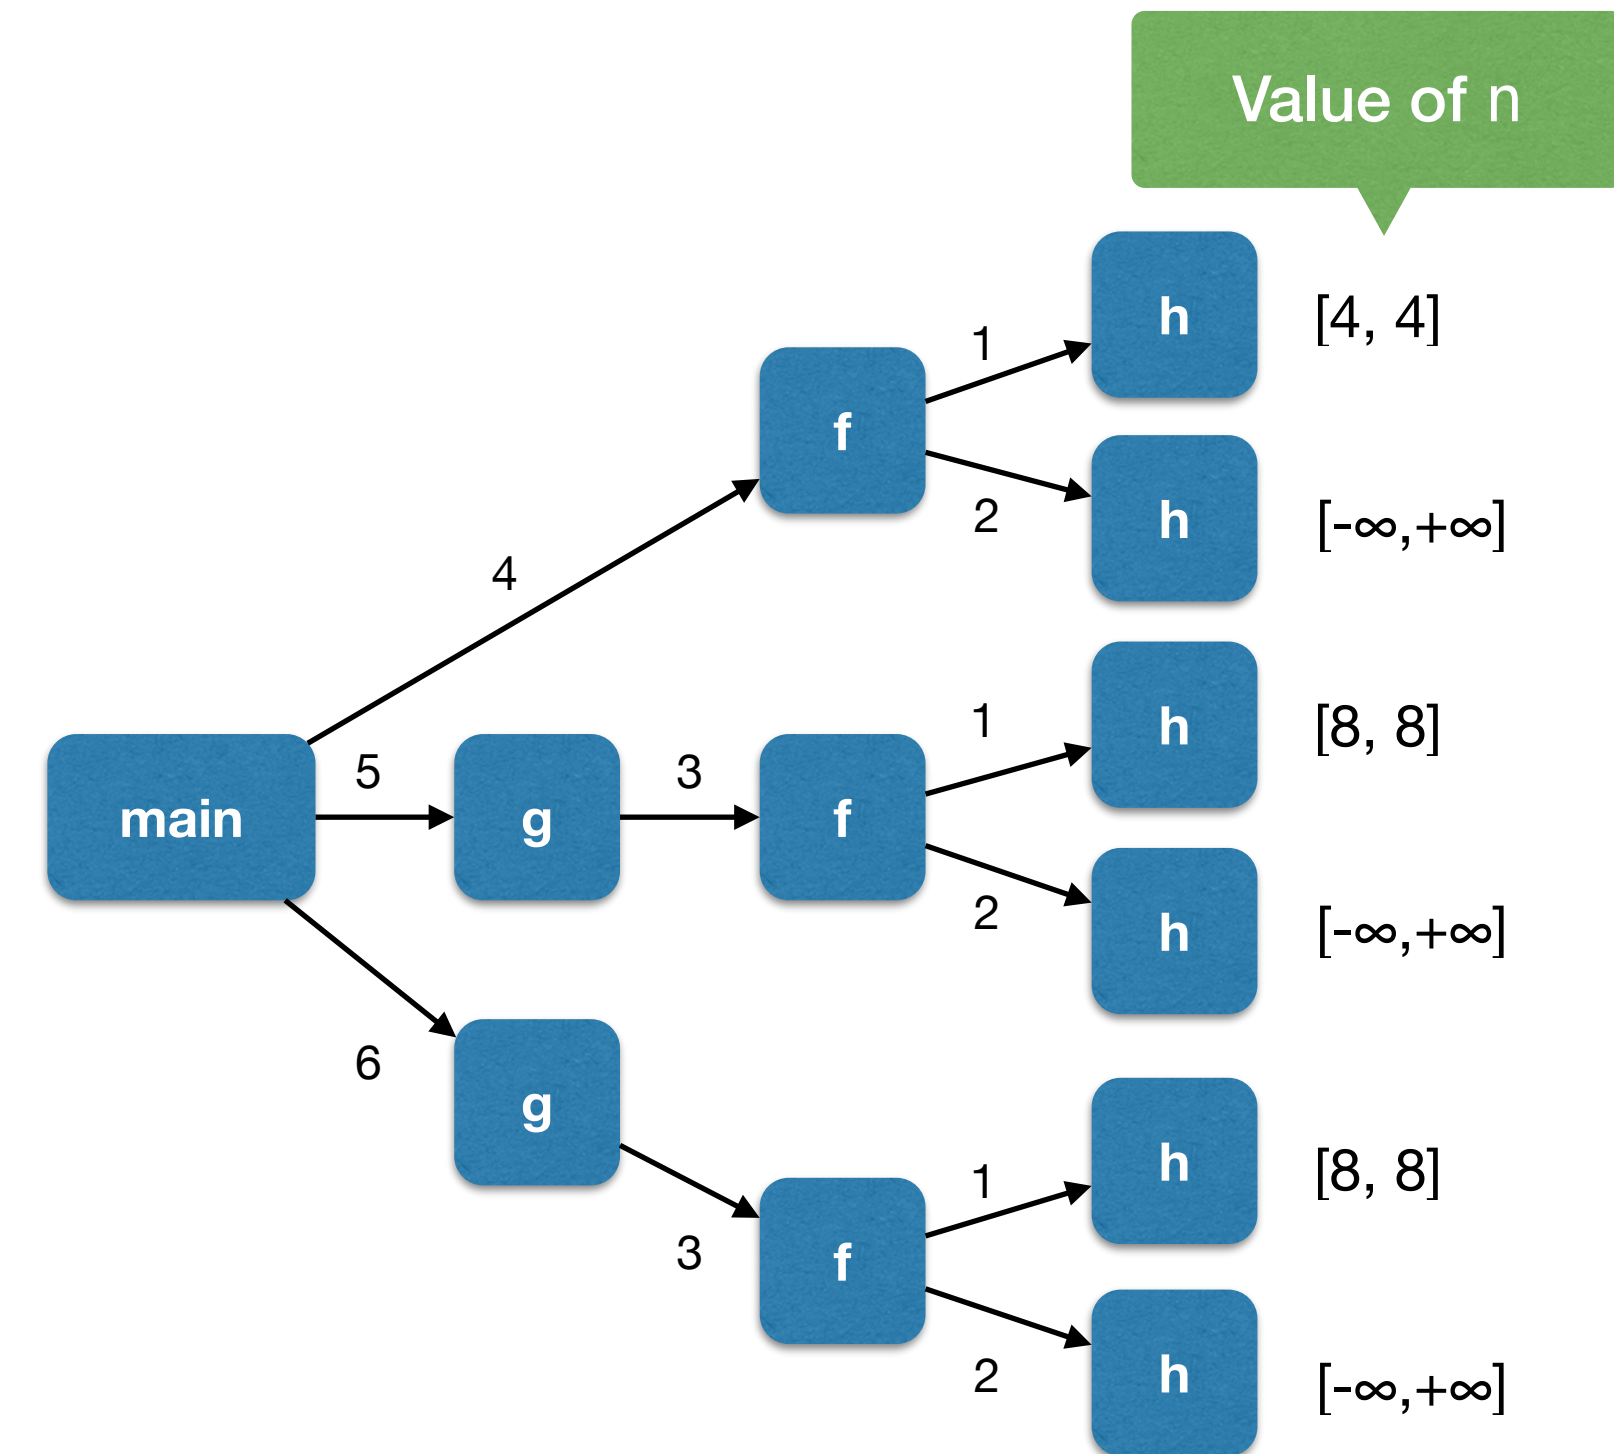 Value of n
h [4, 4]
1
f
2
h [-∞,+∞]
4
h [8, 8]
1
main 5 g 3 f
2
h [-∞,+∞]
6
g
h [8, 8]
1
3
f
2
h [-∞,+∞]